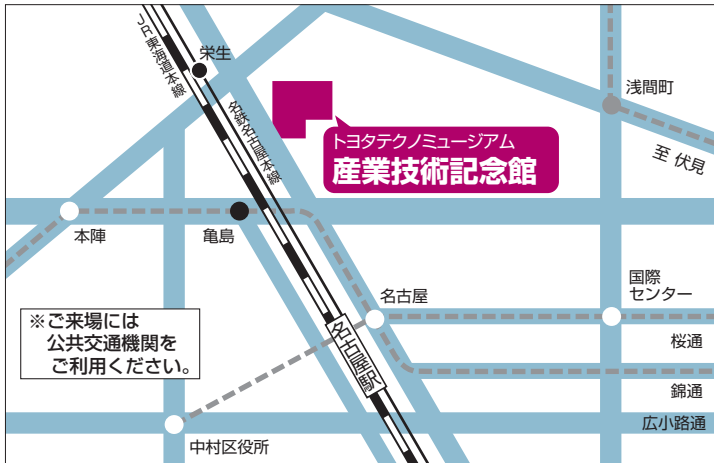 JR東海道本線
栄生
名鉄名古屋本線
浅間町
至 伏見
トヨタテクノミュージアム
産業技術記念館
本陣
亀島
名古屋
国際
センター
※ご来場には
公共交通機関を
ご利用ください。
名古屋駅
桜通
錦通
広小路通
中村区役所